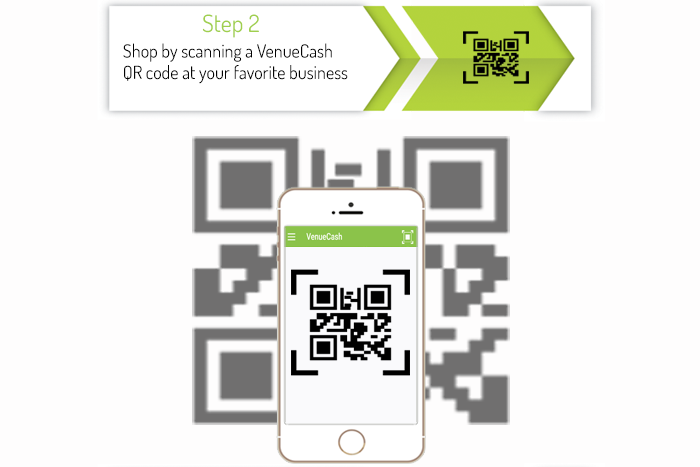 Step 2
Shop by scanning a VenueCash
QR code at your favorite business
VenueCash